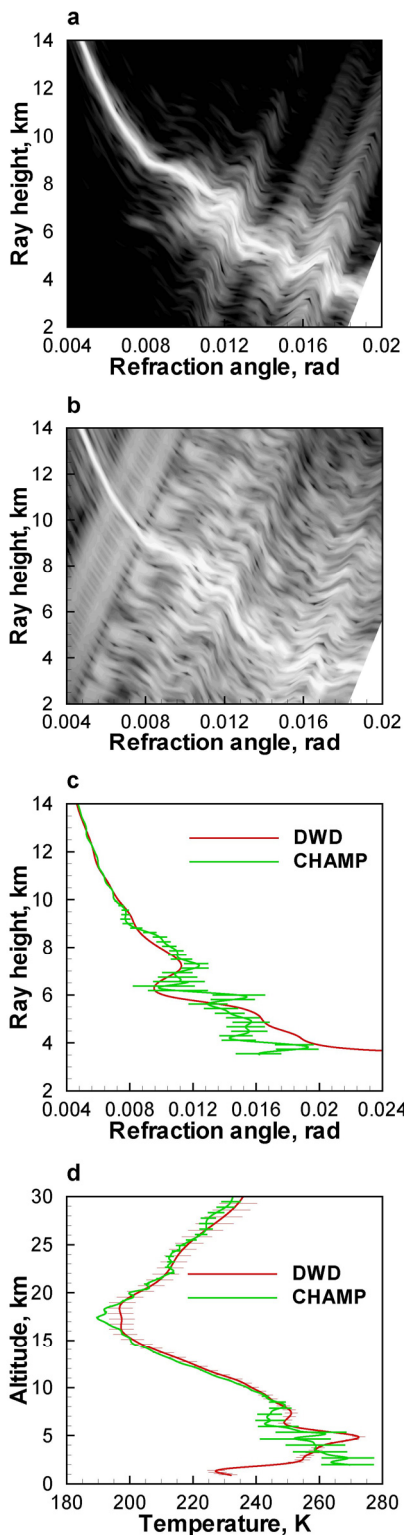 a
14
12
10
8
6
4
2
Ray height, km
0.004 0.008 0.012 0.016 0.02
Refraction angle, rad
b
14
12
10
8
6
4
2
Ray height, km
0.004 0.008 0.012 0.016 0.02
Refraction angle, rad
c
14
12
10
8
6
4
2
Ray height, km
DWD
CHAMP
0.004 0.008 0.012 0.016 0.02 0.024
Refraction angle, rad
d
30
25
20
15
10
5
0
Altitude, km
DWD
CHAMP
180 200 220 240 260 280
Temperature, K